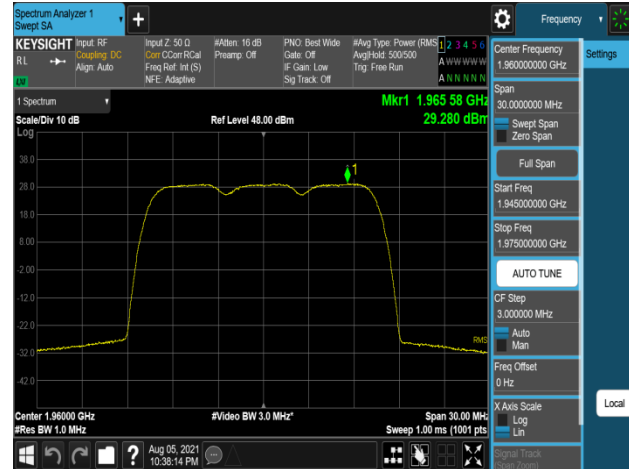 Spectrum Analyzer 1
Swept SA
Frequency
KEYSIGHT
RL
LM
Input: RF
Coupling: DC
Align: Auto
Input Z: 50 Ω
Corr CCorr RCal
Freq Ref: Int (S)
NFE: Adaptive
#Atten: 16 dB
Preamp: Off
PNO: Best Wide
Gate: Off
IF Gain: Low
Sig Track: Off
#Avg Type: Power (RMS
Avg|Hold: 500/500
Trig: Free Run
1 2 3 4 5 6
A W W W W W
A N N N N N
1 Spectrum
Scale/Div 10 dB
Log
Ref Level 48.00 dBm
Mkr1 1.965 58 GHz
29.280 dBm
38.0
28.0
18.0
8.00
-2.00
-12.0
-22.0
-32.0
-42.0
1
RMS
Center 1.96000 GHz
#Res BW 1.0 MHz
#Video BW 3.0 MHz*
Span 30.00 MHz
Sweep 1.00 ms (1001 pts
Aug 05, 2021
10:38:14 PM
Center Frequency
1.960000000 GHz
Span
30.0000000 MHz
Swept Span
Zero Span
Full Span
Start Freq
1.945000000 GHz
Stop Freq
1.975000000 GHz
AUTO TUNE
CF Step
3.000000 MHz
Auto
Man
Freq Offset
0 Hz
X Axis Scale
Log
Lin
Signal Track
(Span Zoom)
Settings
Local